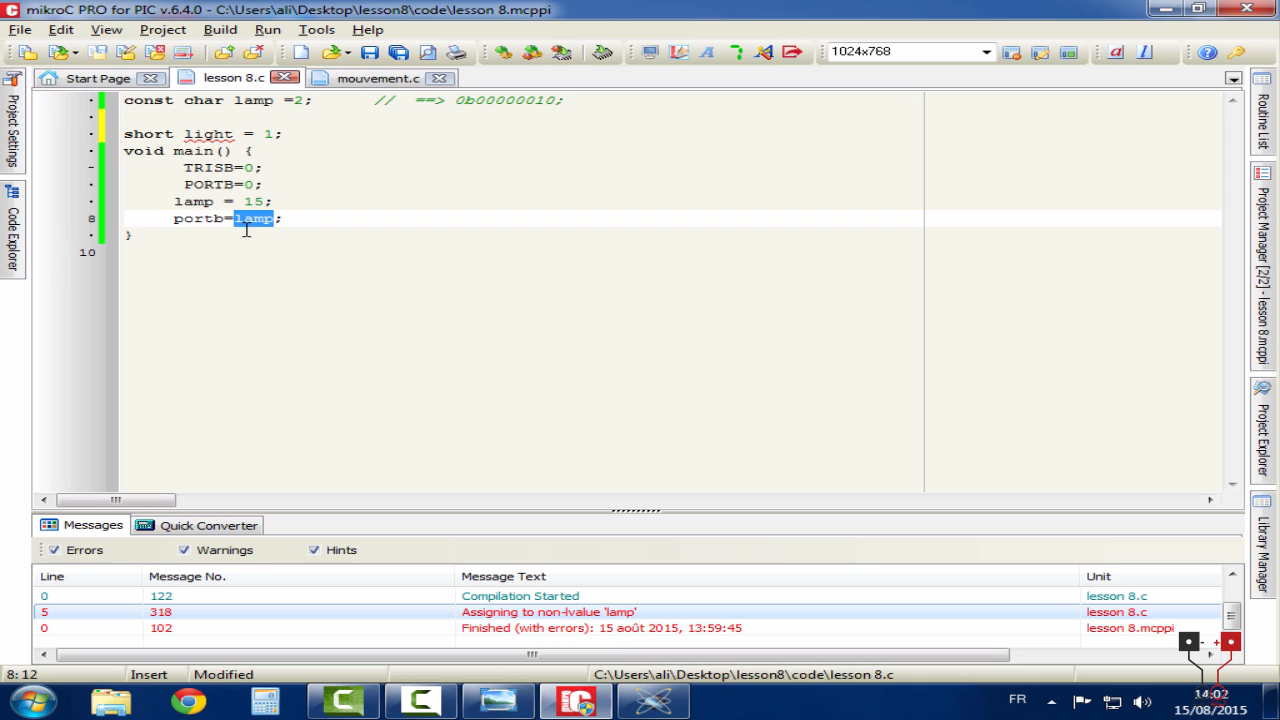 mikroC PRO for PIC v.6.4.0 - C:\Users\ali\Desktop\lesson8\code\lesson 8.mcppi
File Edit View Project Build Run Tools Help
1024x768
Start Page lesson 8.c mouvement.c
const char lamp =2; // ==> 0b00000010;
short light = 1;
void main() {
TRISB=0;
PORTB=0;
lamp = 15;
8 portb=lamp;
}
10
Project Settings
Code Explorer
Routine List
Project Manager [2/2] - lesson 8.mcppi
Project Explorer
Library Manager
Messages Quick Converter
Errors Warnings Hints
Line Message No. Message Text Unit
0 122 Compilation Started lesson 8.c
5 318 Assigning to non-lvalue 'lamp' lesson 8.c
0 102 Finished (with errors): 15 août 2015, 13:59:45 lesson 8.mcppi
8: 12 Insert Modified C:\Users\ali\Desktop\lesson8\code\lesson 8.c
FR
14:02
15/08/2015